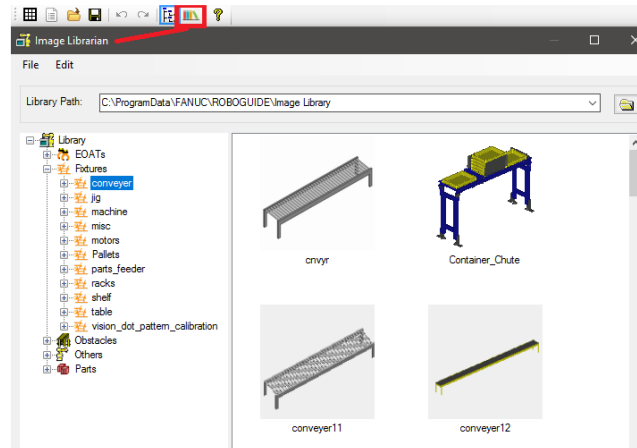 Image Librarian
File Edit
Library Path: C:\ProgramData\FANUC\ROBOGUIDE\Image Library
Library
EOATs
Fixtures
conveyer
jig
machine
misc
motors
Pallets
parts_feeder
racks
shelf
table
vision_dot_pattern_calibration
Obstacles
Others
Parts
cnvyr Container_Chute
conveyer11 conveyer12